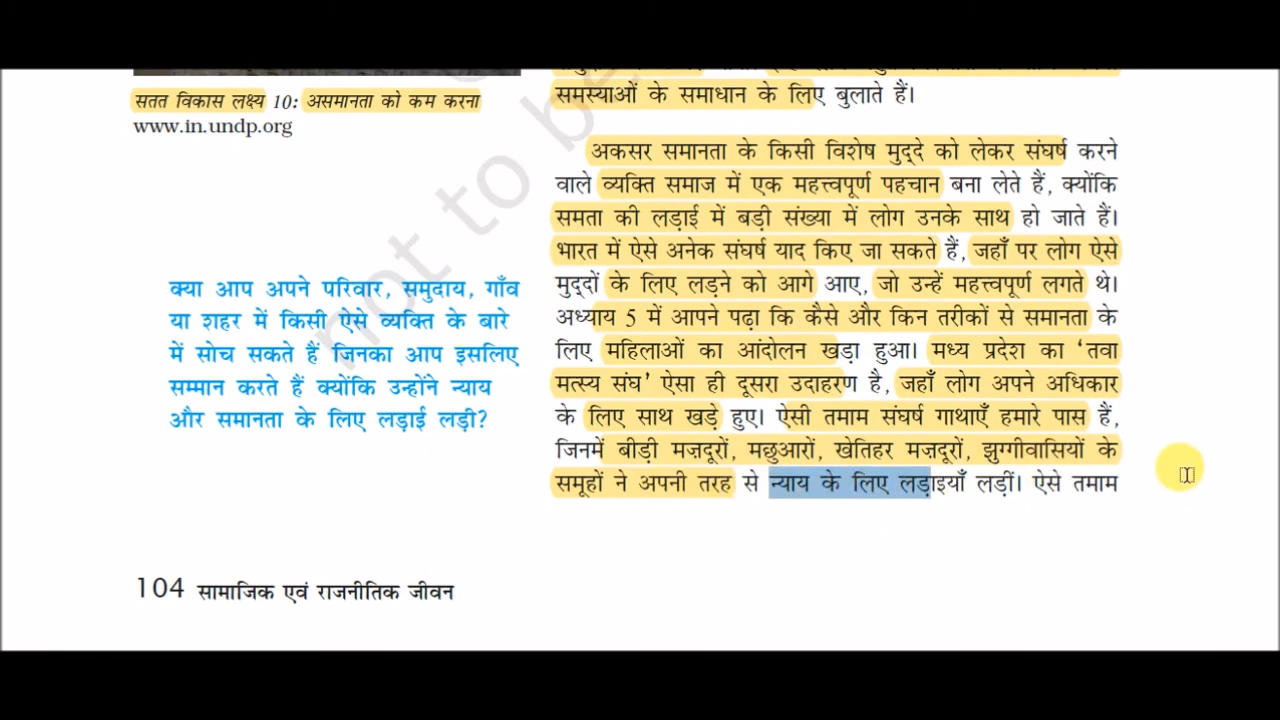 सतत विकास लक्ष्य 10: असमानता को कम करना
www.in.undp.org
क्या आप अपने परिवार, समुदाय, गाँव
या शहर में किसी ऐसे व्यक्ति के बारे
में सोच सकते हैं जिनका आप इसलिए
सम्मान करते हैं क्योंकि उन्होंने न्याय
और समानता के लिए लड़ाई लड़ी?
समस्याओं के समाधान के लिए बुलाते हैं।
अकसर समानता के किसी विशेष मुद्दे को लेकर संघर्ष करने
वाले व्यक्ति समाज में एक महत्त्वपूर्ण पहचान बना लेते हैं, क्योंकि
समता की लड़ाई में बड़ी संख्या में लोग उनके साथ हो जाते हैं।
भारत में ऐसे अनेक संघर्ष याद किए जा सकते हैं, जहाँ पर लोग ऐसे
मुद्दों के लिए लड़ने को आगे आए, जो उन्हें महत्त्वपूर्ण लगते थे।
अध्याय 5 में आपने पढ़ा कि कैसे और किन तरीकों से समानता के
लिए महिलाओं का आंदोलन खड़ा हुआ। मध्य प्रदेश का ‘तवा
मत्स्य संघ’ ऐसा ही दूसरा उदाहरण है, जहाँ लोग अपने अधिकार
के लिए साथ खड़े हुए। ऐसी तमाम संघर्ष गाथाएँ हमारे पास हैं,
जिनमें बीड़ी मज़दूरों, मछुआरों, खेतिहर मज़दूरों, झुग्गीवासियों के
समूहों ने अपनी तरह से न्याय के लिए लड़ाइयाँ लड़ीं। ऐसे तमाम
not to be
104 सामाजिक एवं राजनीतिक जीवन